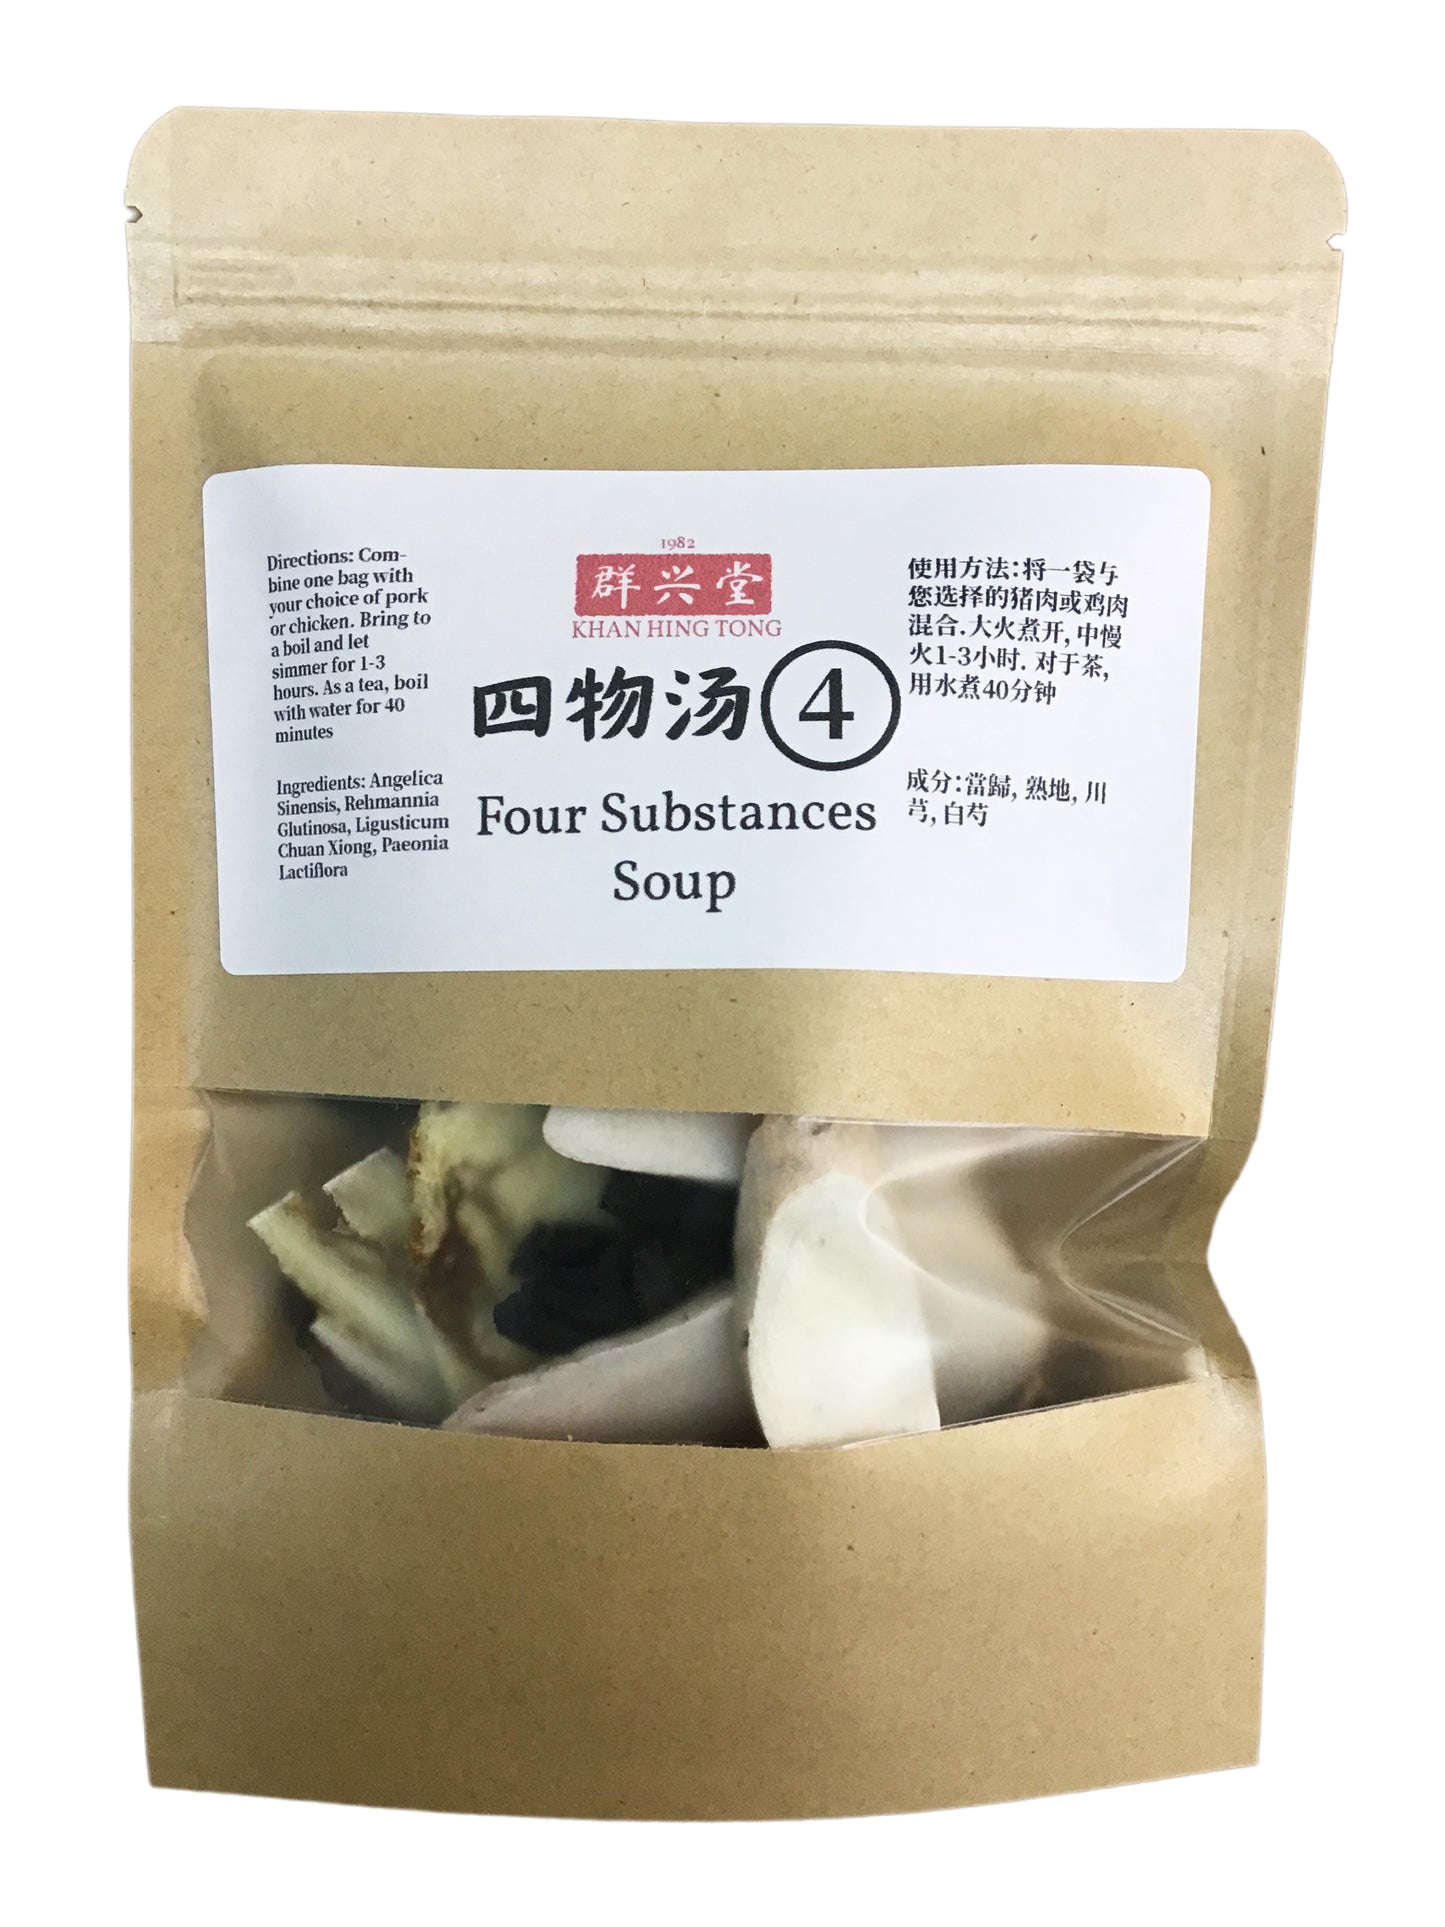 Directions: Com-
bine one bag with
your choice of pork
or chicken. Bring to
a boil and let
simmer for 1-3
hours. As a tea, boil
with water for 40
minutes
Ingredients: Angelica
Sinensis, Rehmannia
Glutinosa, Ligusticum
Chuan Xiong, Paeonia
Lactiflora
1982
群兴堂
KHAN HING TONG
四物汤④
Four Substances
Soup
使用方法:将一袋与
您选择的猪肉或鸡肉
混合.大火煮开, 中慢
火1-3小时. 对于茶,
用水煮40分钟
成分:當歸, 熟地, 川
芎, 白芍